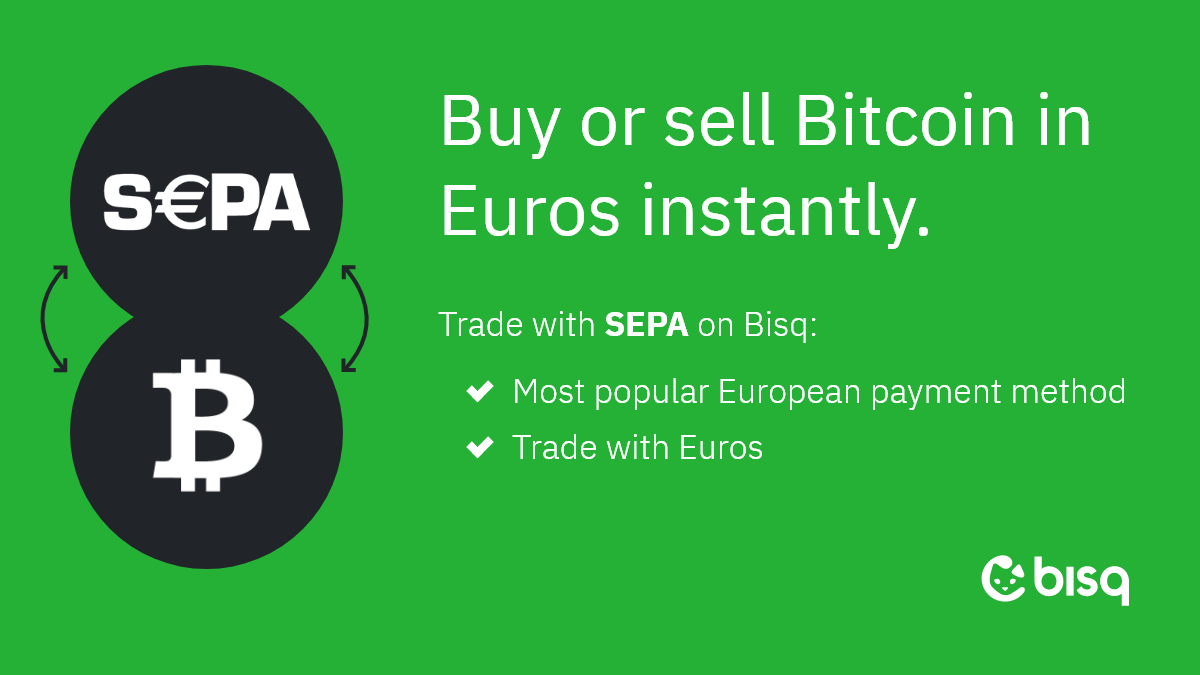 S€PA
Buy or sell Bitcoin in
Euros instantly.
Trade with SEPA on Bisq:
Most popular European payment method
Trade with Euros
bisq